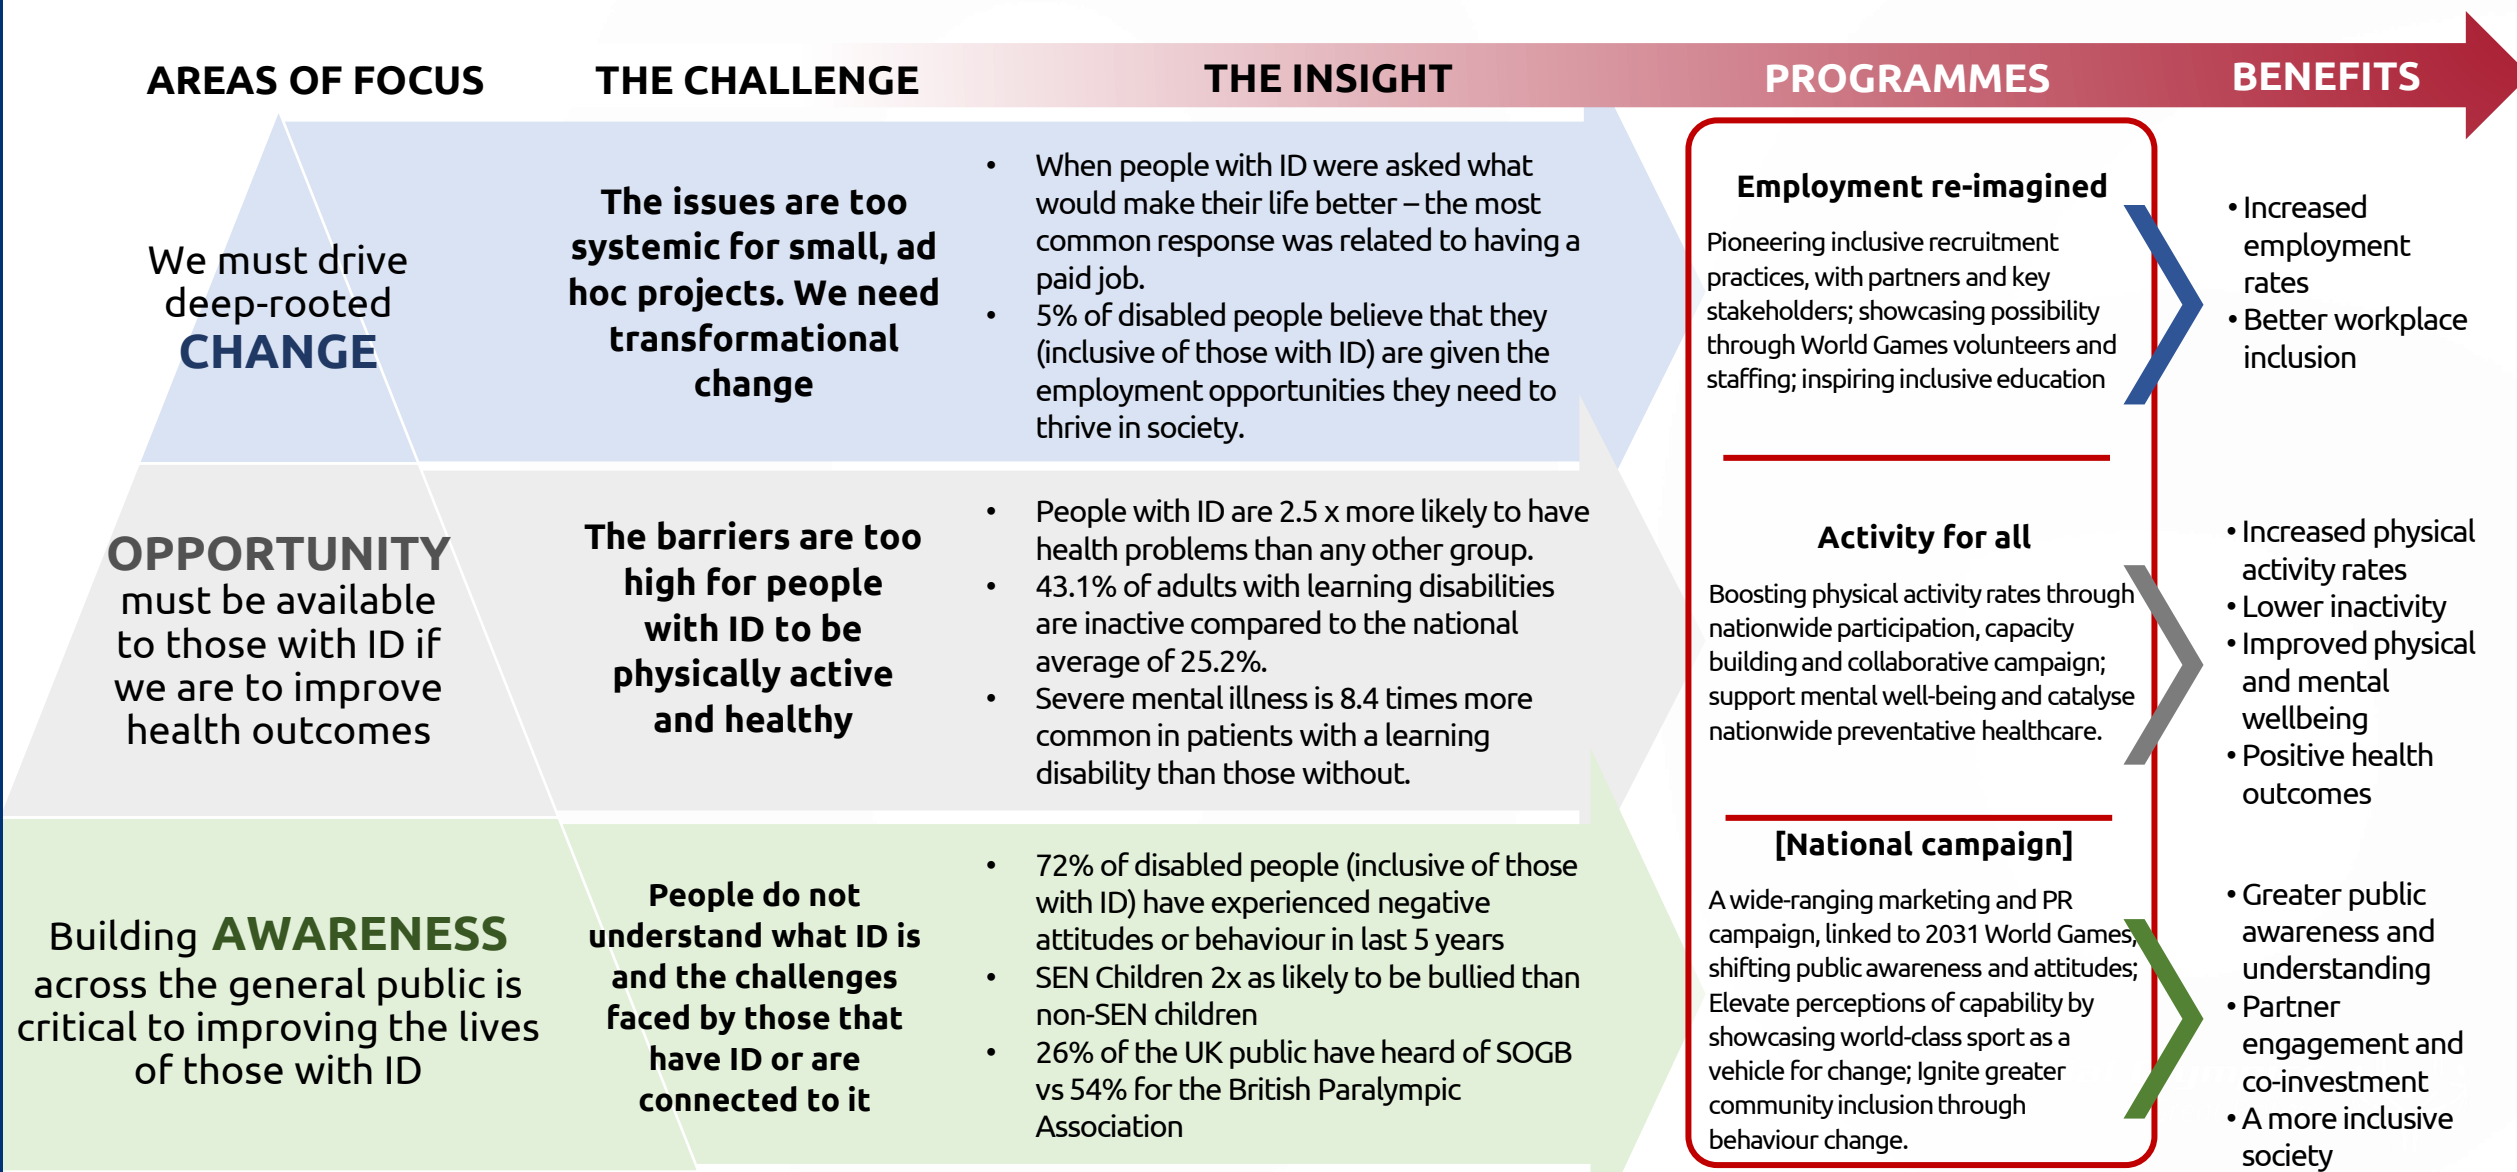 AREAS OF FOCUS
THE CHALLENGE
THE INSIGHT
PROGRAMMES
BENEFITS
We must drive
deep-rooted
CHANGE
The issues are too
systemic for small, ad
hoc projects. We need
transformational
change
• When people with ID were asked what
would make their life better – the most
common response was related to having a
paid job.
• 5% of disabled people believe that they
(inclusive of those with ID) are given the
employment opportunities they need to
thrive in society.
Employment re-imagined
Pioneering inclusive recruitment
practices, with partners and key
stakeholders; showcasing possibility
through World Games volunteers and
staffing; inspiring inclusive education
• Increased
employment
rates
• Better workplace
inclusion
OPPORTUNITY
must be available
to those with ID if
we are to improve
health outcomes
The barriers are too
high for people
with ID to be
physically active
and healthy
• People with ID are 2.5 x more likely to have
health problems than any other group.
• 43.1% of adults with learning disabilities
are inactive compared to the national
average of 25.2%.
• Severe mental illness is 8.4 times more
common in patients with a learning
disability than those without.
Activity for all
Boosting physical activity rates through
nationwide participation, capacity
building and collaborative campaign;
support mental well-being and catalyse
nationwide preventative healthcare.
• Increased physical
activity rates
• Lower inactivity
• Improved physical
and mental
wellbeing
• Positive health
outcomes
Building AWARENESS
across the general public is
critical to improving the lives
of those with ID
People do not
understand what ID is
and the challenges
faced by those that
have ID or are
connected to it
• 72% of disabled people (inclusive of those
with ID) have experienced negative
attitudes or behaviour in last 5 years
• SEN Children 2x as likely to be bullied than
non-SEN children
• 26% of the UK public have heard of SOGB
vs 54% for the British Paralympic
Association
[National campaign]
A wide-ranging marketing and PR
campaign, linked to 2031 World Games,
shifting public awareness and attitudes;
Elevate perceptions of capability by
showcasing world-class sport as a
vehicle for change; Ignite greater
community inclusion through
behaviour change.
• Greater public
awareness and
understanding
• Partner
engagement and
co-investment
• A more inclusive
society